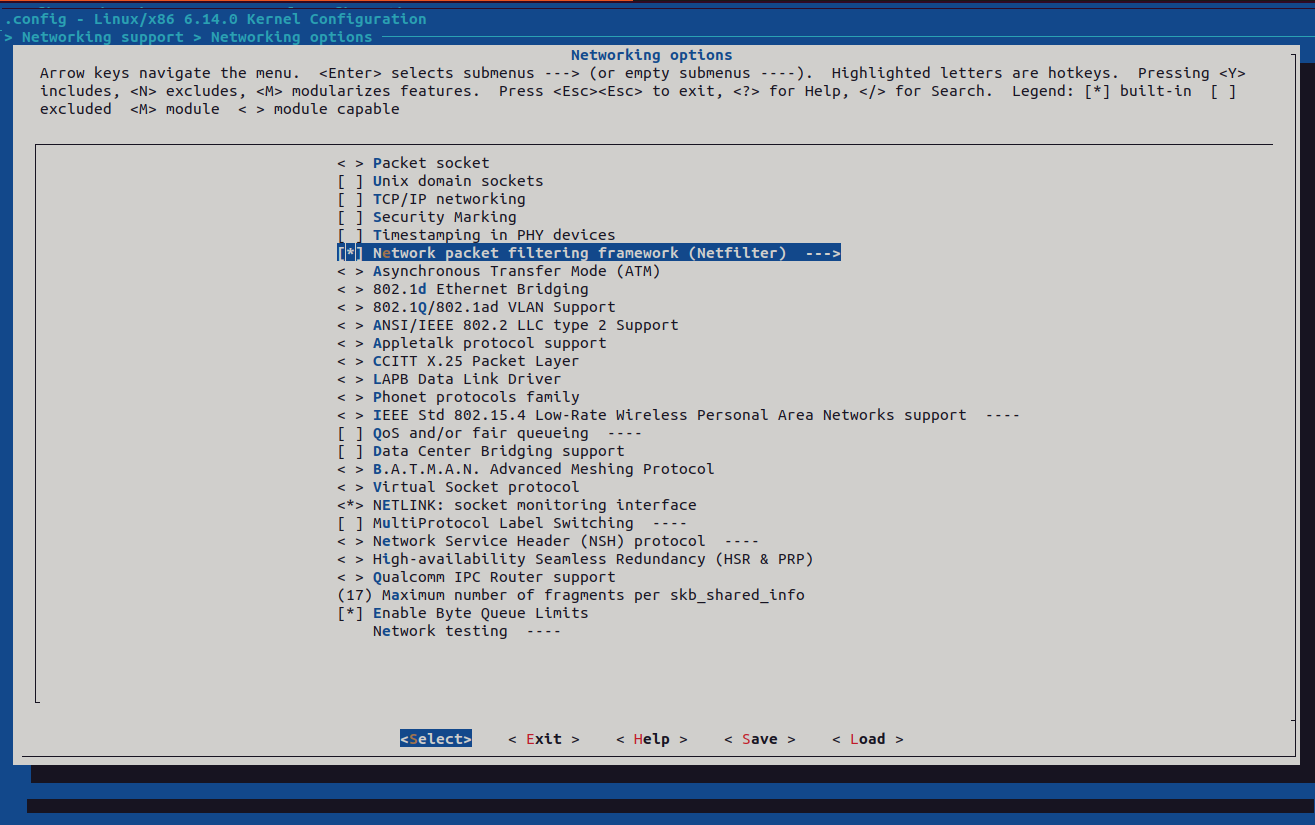 .config - Linux/x86 6.14.0 Kernel Configuration
> Networking support > Networking options
Networking options
Arrow keys navigate the menu.  <Enter> selects submenus ---> (or empty submenus ----).  Highlighted letters are hotkeys.  Pressing <Y>
includes, <N> excludes, <M> modularizes features.  Press <Esc><Esc> to exit, <?> for Help, </> for Search.  Legend: [*] built-in  [ ]
excluded  <M> module  < > module capable
< > Packet socket
[ ] Unix domain sockets
[ ] TCP/IP networking
[ ] Security Marking
[ ] Timestamping in PHY devices
[*] Network packet filtering framework (Netfilter)  --->
< > Asynchronous Transfer Mode (ATM)
< > 802.1d Ethernet Bridging
< > 802.1Q/802.1ad VLAN Support
< > ANSI/IEEE 802.2 LLC type 2 Support
< > Appletalk protocol support
< > CCITT X.25 Packet Layer
< > LAPB Data Link Driver
< > Phonet protocols family
< > IEEE Std 802.15.4 Low-Rate Wireless Personal Area Networks support  ----
[ ] QoS and/or fair queueing  ----
[ ] Data Center Bridging support
< > B.A.T.M.A.N. Advanced Meshing Protocol
< > Virtual Socket protocol
<*> NETLINK: socket monitoring interface
[ ] MultiProtocol Label Switching  ----
< > Network Service Header (NSH) protocol  ----
< > High-availability Seamless Redundancy (HSR & PRP)
< > Qualcomm IPC Router support
(17) Maximum number of fragments per skb_shared_info
[*] Enable Byte Queue Limits
Network testing  ----
<Select>    < Exit >    < Help >    < Save >    < Load >